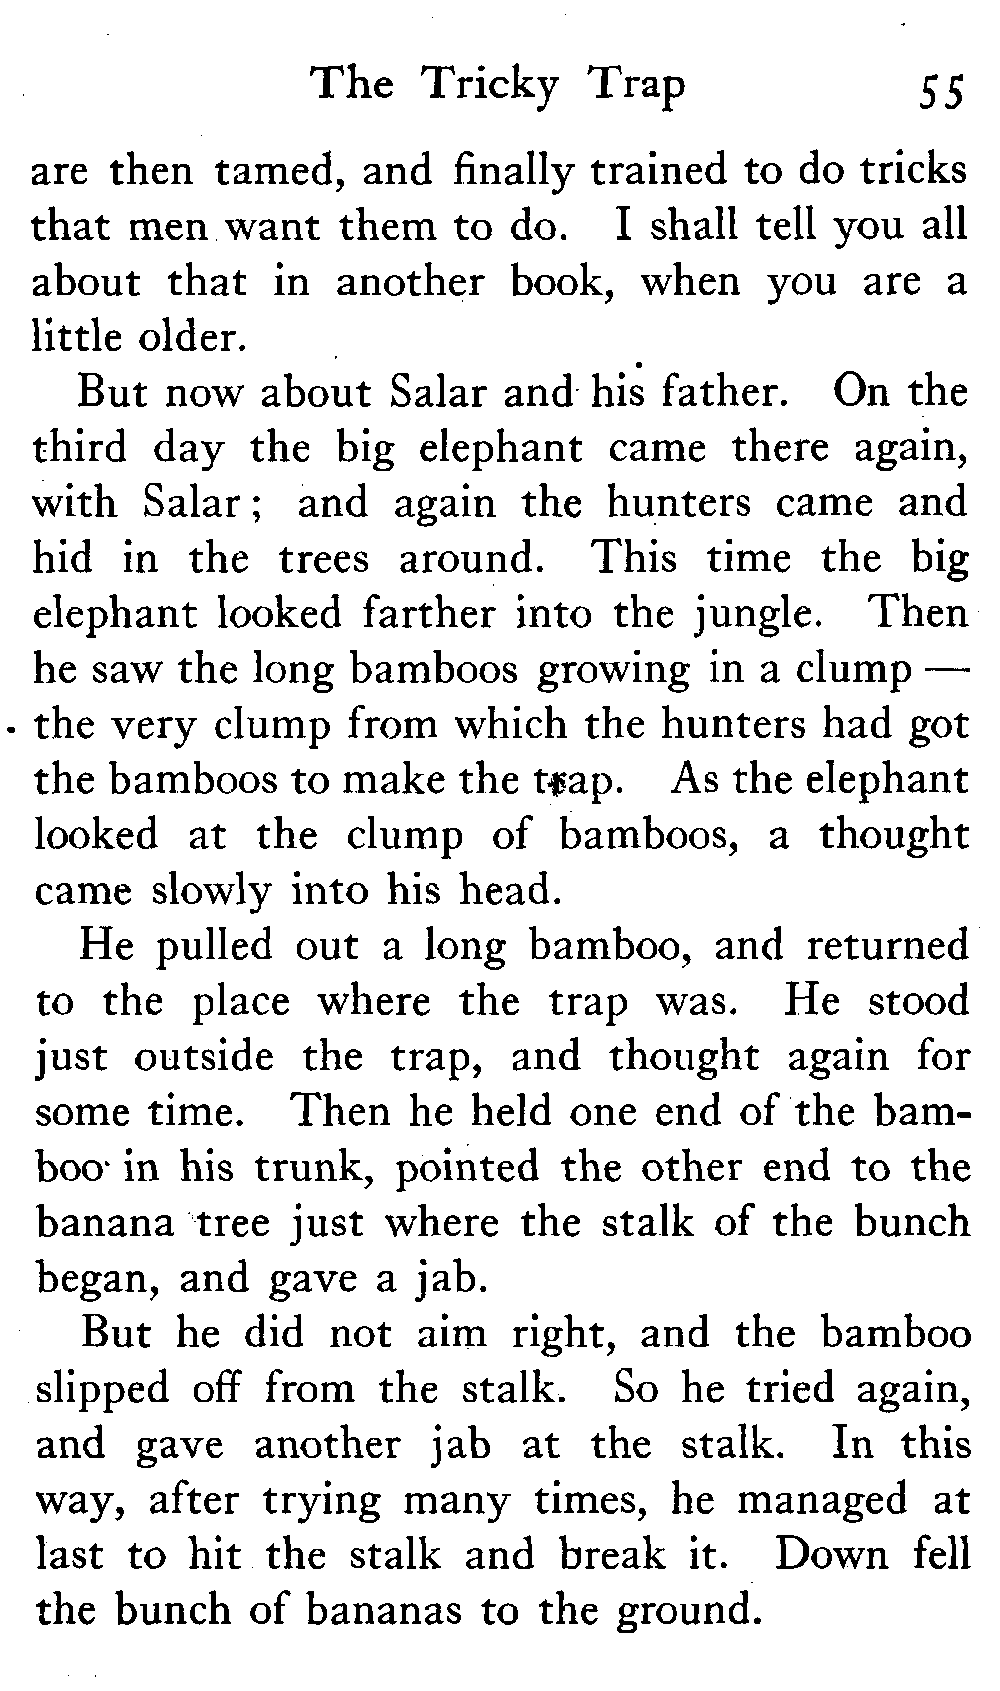 The Tricky Trap 55
are then tamed, and finally trained to do tricks
that men want them to do. I shall tell you all
about that in another book, when you are a
little older.
But now about Salar and his father. On the
third day the big elephant came there again,
with Salar; and again the hunters came and
hid in the trees around. This time the big
elephant looked farther into the jungle. Then
he saw the long bamboos growing in a clump —
the very clump from which the hunters had got
the bamboos to make the trap. As the elephant
looked at the clump of bamboos, a thought
came slowly into his head.
He pulled out a long bamboo, and returned
to the place where the trap was. He stood
just outside the trap, and thought again for
some time. Then he held one end of the bam-
boo in his trunk, pointed the other end to the
banana tree just where the stalk of the bunch
began, and gave a jab.
But he did not aim right, and the bamboo
slipped off from the stalk. So he tried again,
and gave another jab at the stalk. In this
way, after trying many times, he managed at
last to hit the stalk and break it. Down fell
the bunch of bananas to the ground.